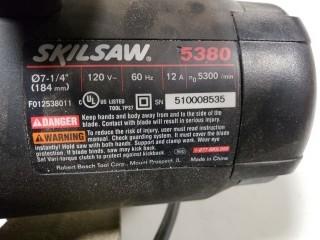 SKILSAW® 5380
Ø7-1/4" 120 V~ 60 Hz 12 A n₀ 5300 /min
(184 mm)
F012538011 C UL US LISTED TOOL 7P37 SN 510008535
DANGER Keep hands and body away from and to the side of the
blade. Contact with blade will result in serious injury.
WARNING To reduce the risk of injury, user must read instruction
manual. Check guarding system. It must cover the blade
instantly. Hold saw with both hands. Support and clamp work. Wear eye
protection. If blade binds, saw may kick back.
Set Vari-torque clutch to protect against kickback.
Robert Bosch Tool Corp. Mount Prospect, IL Made in China